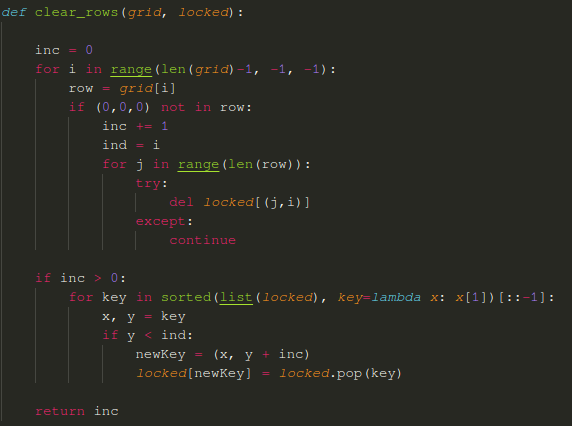 def clear_rows(grid, locked):

    inc = 0
    for i in range(len(grid)-1, -1, -1):
        row = grid[i]
        if (0,0,0) not in row:
            inc += 1
            ind = i
            for j in range(len(row)):
                try:
                    del locked[(j,i)]
                except:
                    continue

    if inc > 0:
        for key in sorted(list(locked), key=lambda x: x[1])[::-1]:
            x, y = key
            if y < ind:
                newKey = (x, y + inc)
                locked[newKey] = locked.pop(key)

    return inc